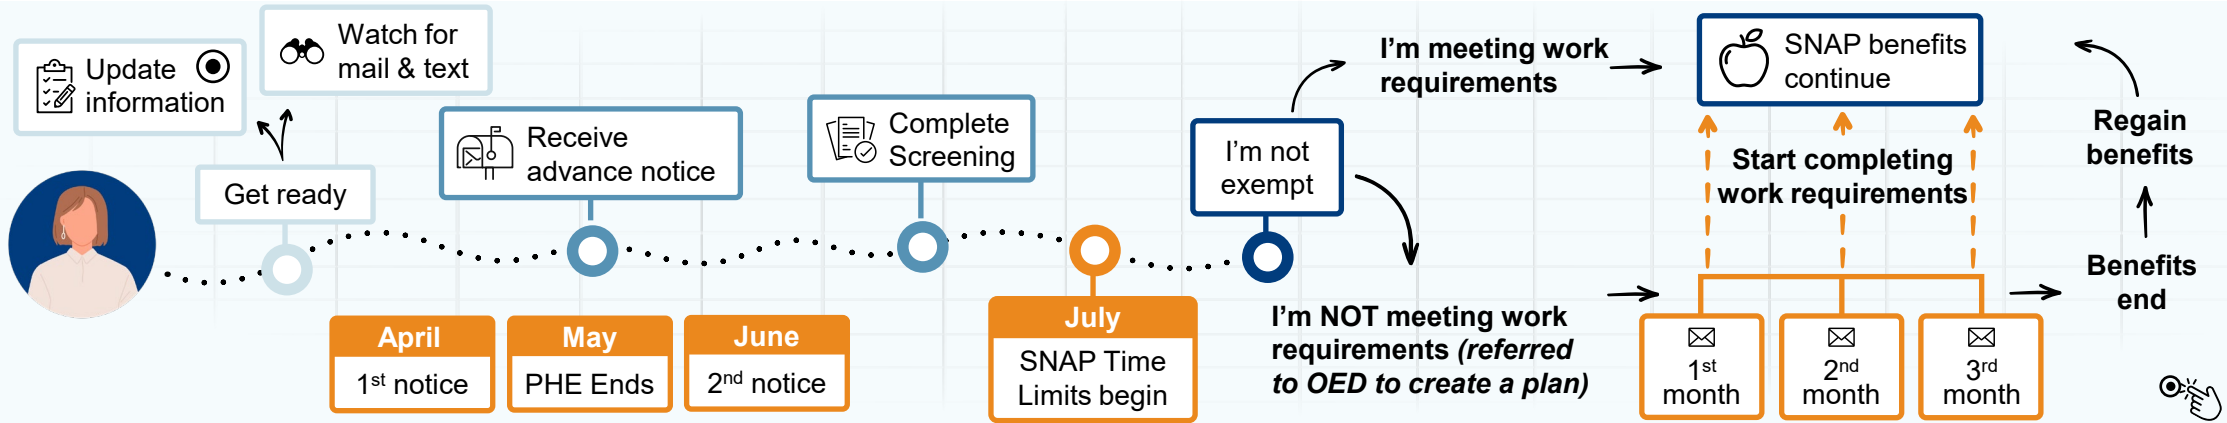 Update
information
Watch for
mail & text
Get ready
Receive
advance notice
Complete
Screening
April
1st notice
May
PHE Ends
June
2nd notice
July
SNAP Time
Limits begin
I'm not
exempt
I'm meeting work
requirements
SNAP benefits
continue
I'm NOT meeting work
requirements (referred
to OED to create a plan)
Start completing
work requirements
1st
month
2nd
month
3rd
month
Benefits
end
Regain
benefits